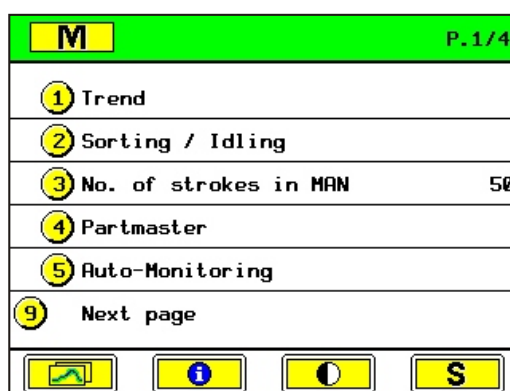 M P.1/4
1 Trend
2 Sorting / Idling
3 No. of strokes in MAN 50
4 Partmaster
5 Auto-Monitoring
9 Next page
i S